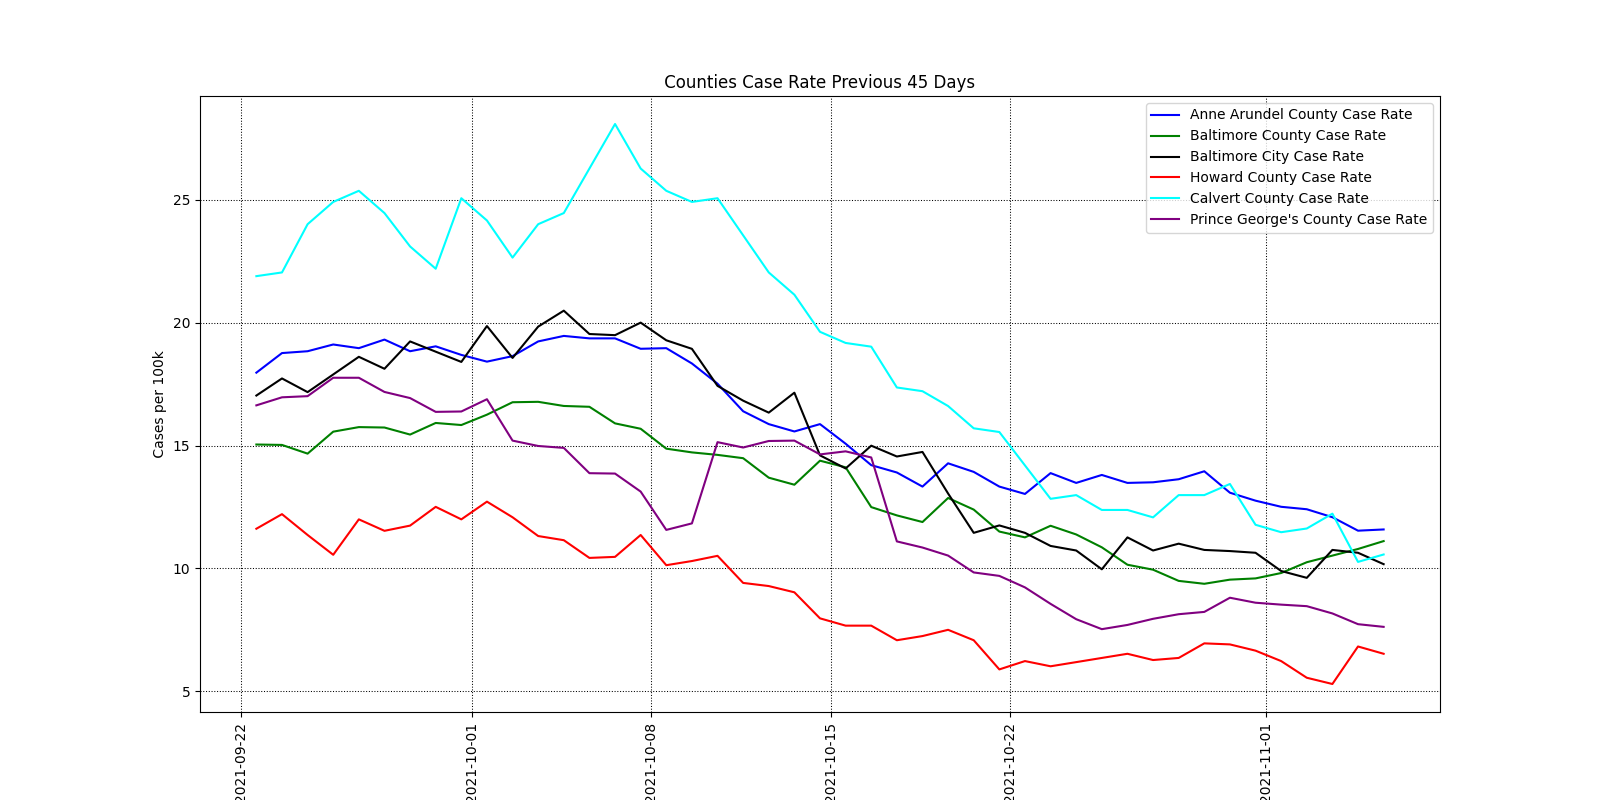 Counties Case Rate Previous 45 Days
Anne Arundel County Case Rate
Baltimore County Case Rate
Baltimore City Case Rate
Howard County Case Rate
Calvert County Case Rate
Prince George's County Case Rate
Cases per 100k
25
20
15
10
5
2021-09-22
2021-10-01
2021-10-08
2021-10-15
2021-10-22
2021-11-01